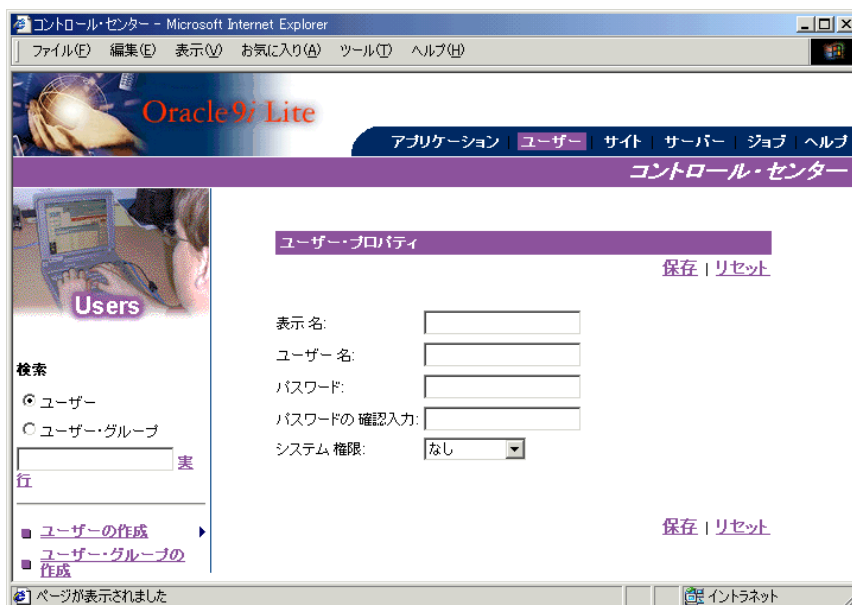 コントロール・センター - Microsoft Internet Explorer
ファイル(F) 編集(E) 表示(V) お気に入り(A) ツール(T) ヘルプ(H)
Oracle9i Lite
アプリケーション | ユーザー | サイト | サーバー | ジョブ | ヘルプ
コントロール・センター
Users
検索
ユーザー
ユーザー・グループ
実
行
ユーザーの作成
ユーザー・グループの
作成
ユーザー・プロパティ
保存 | リセット
表示 名:
ユーザー 名:
パスワード:
パスワードの 確認入力:
システム 権限:
なし
保存 | リセット
ページが表示されました
イントラネット